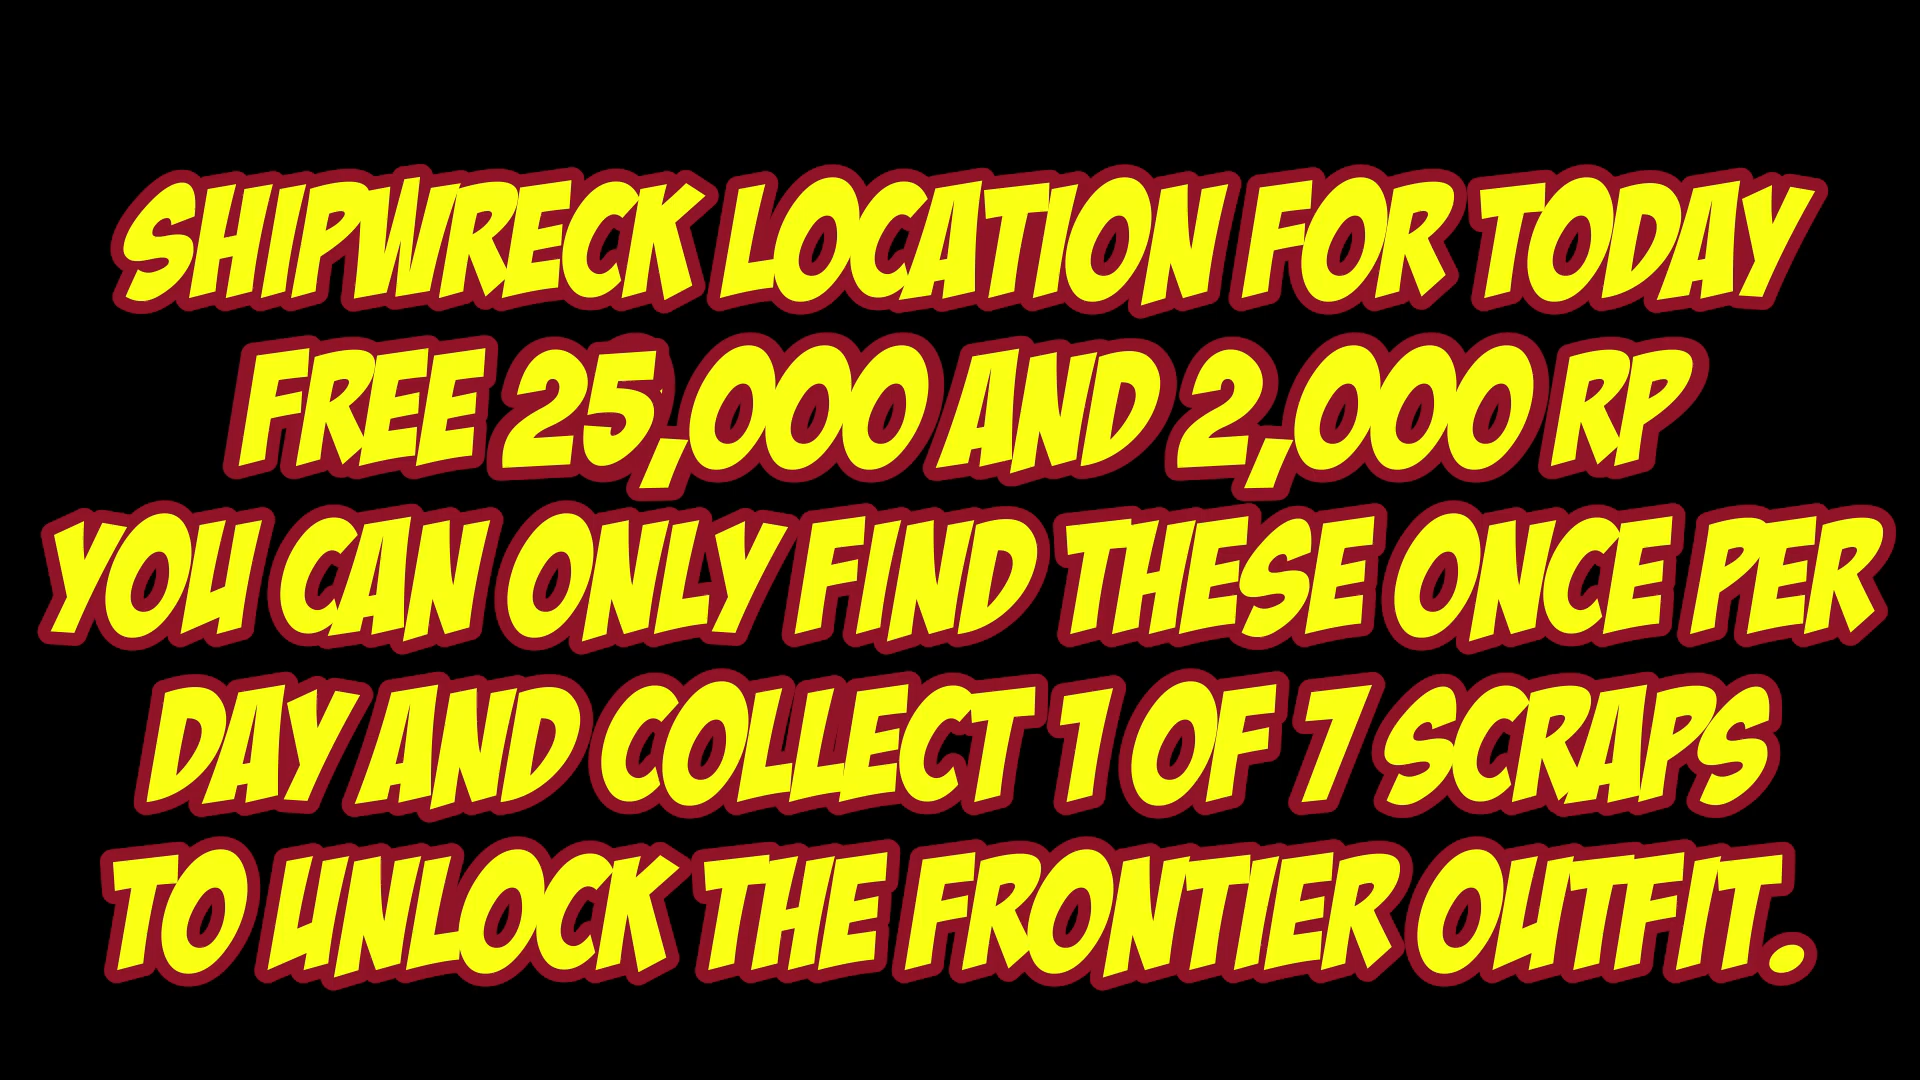 SHIPWRECK LOCATION FOR TODAY
FREE 25,000 AND 2,000 RP
YOU CAN ONLY FIND THESE ONCE PER
DAY AND COLLECT 1 OF 7 SCRAPS
TO UNLOCK THE FRONTIER OUTFIT.